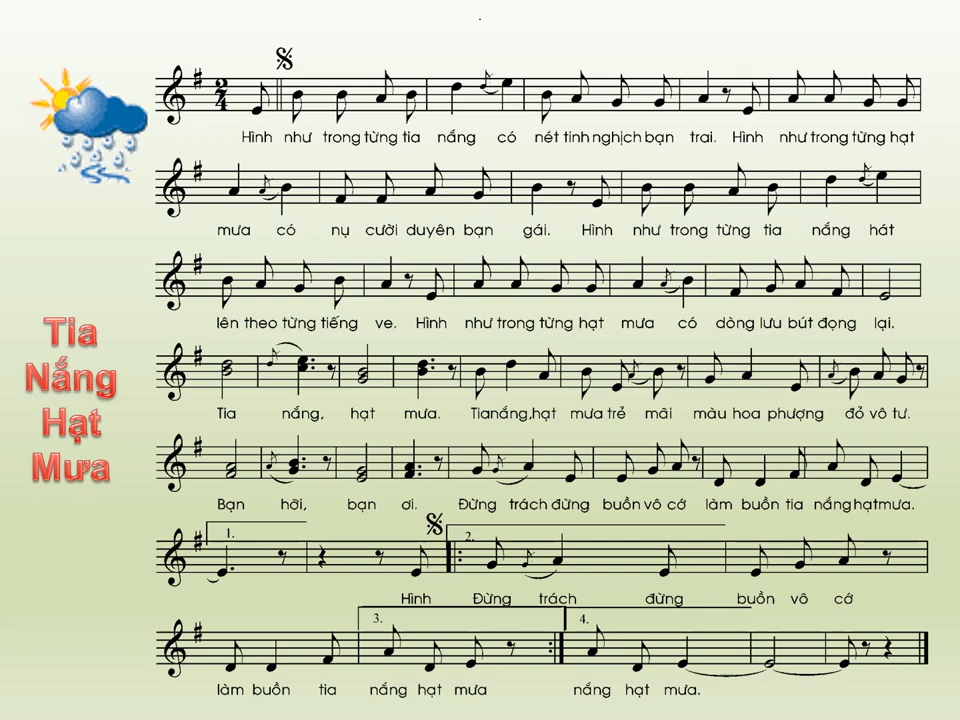 Hình như trong từng tia nắng có nét tinh nghịch bạn trai. Hình như trong từng hạt
mưa có nụ cười duyên bạn gái. Hình như trong từng tia nắng hát
lên theo từng tiếng ve. Hình như trong từng hạt mưa có dòng lưu bút đọng lại.
Tia
Nắng
Hạt
Mưa
Tia nắng, hạt mưa. Tia nắng, hạt mưa trẻ mãi màu hoa phượng đỏ vô tư.
Bạn hỡi, bạn ơi. Đừng trách đừng buồn vô cớ làm buồn tia nắng hạt mưa.
1.
2.
Hình Đừng trách đừng buồn vô cớ
3.
4.
làm buồn tia nắng hạt mưa nắng hạt mưa.